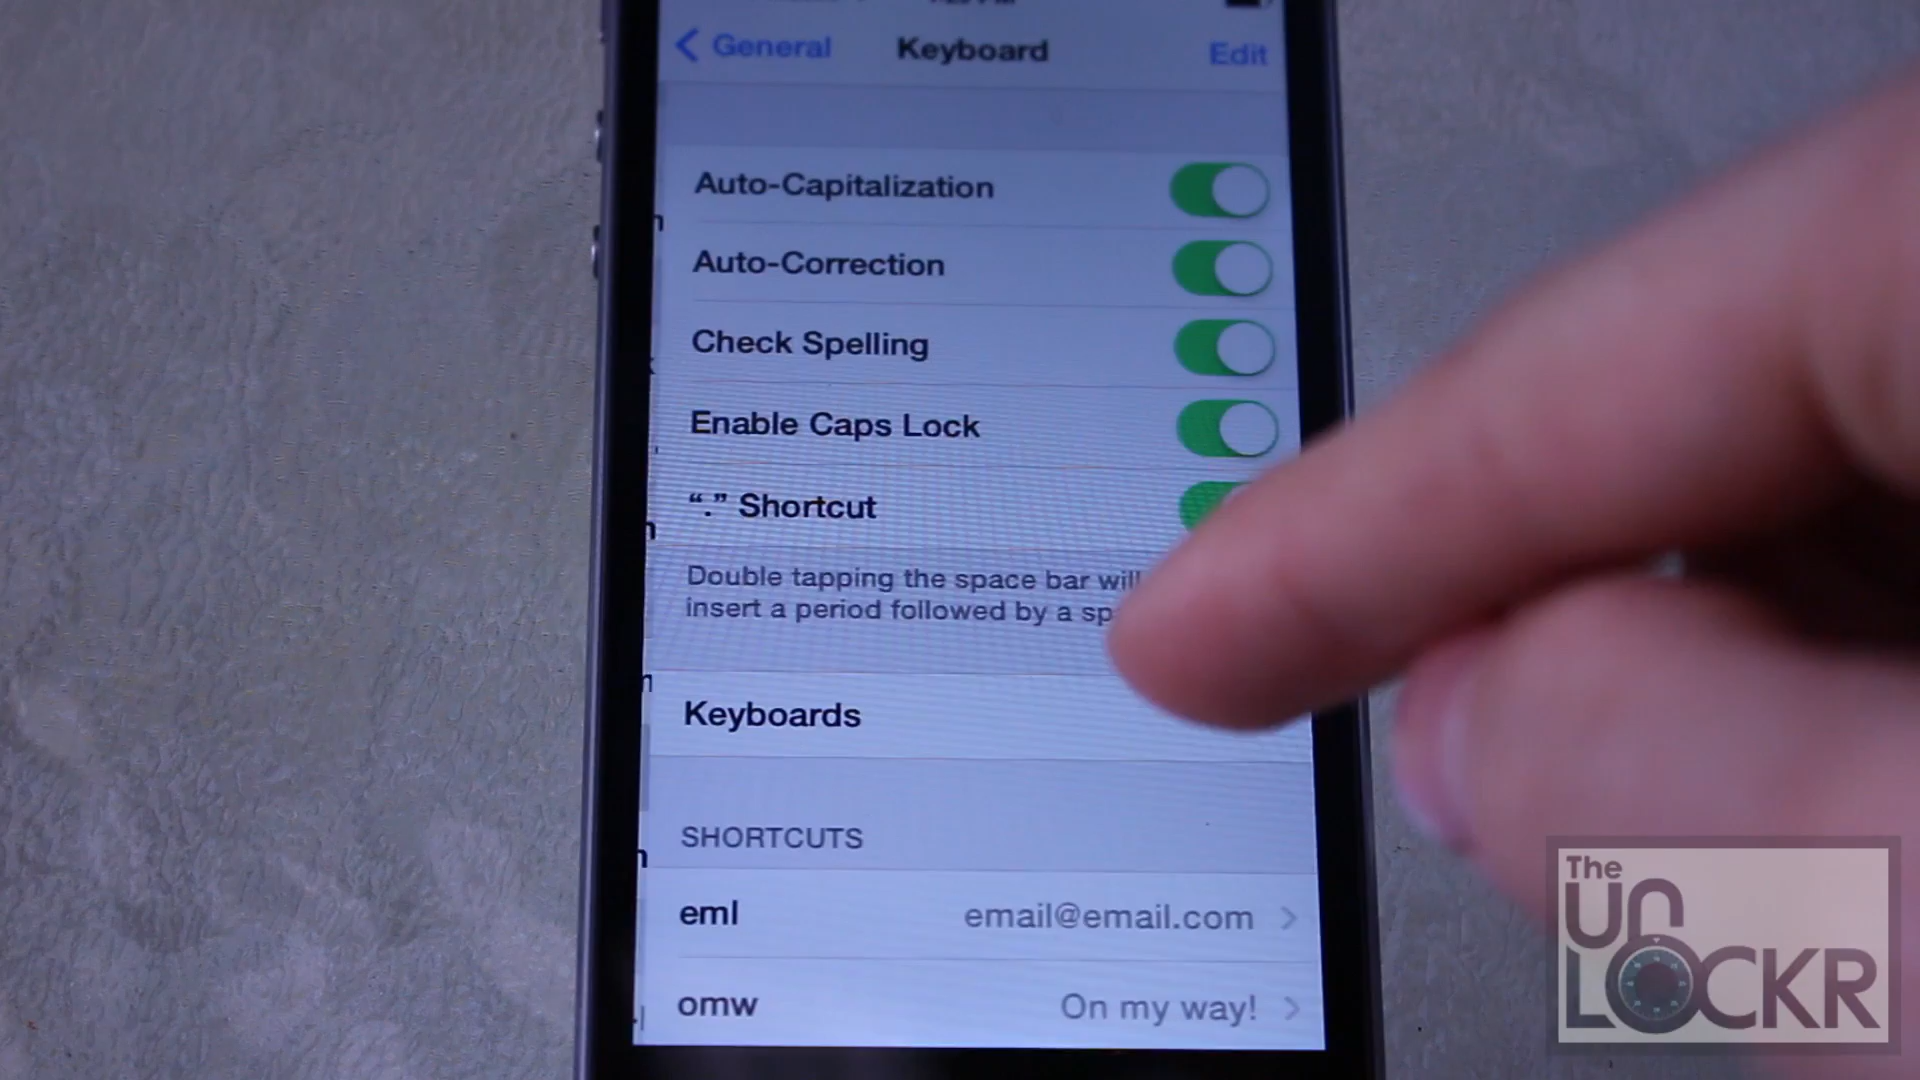 General Keyboard Edit
Auto-Capitalization
Auto-Correction
Check Spelling
Enable Caps Lock
“.” Shortcut
Double tapping the space bar will
insert a period followed by a sp
Keyboards
SHORTCUTS
eml email@email.com
omw On my way!
The
UNLOCKR